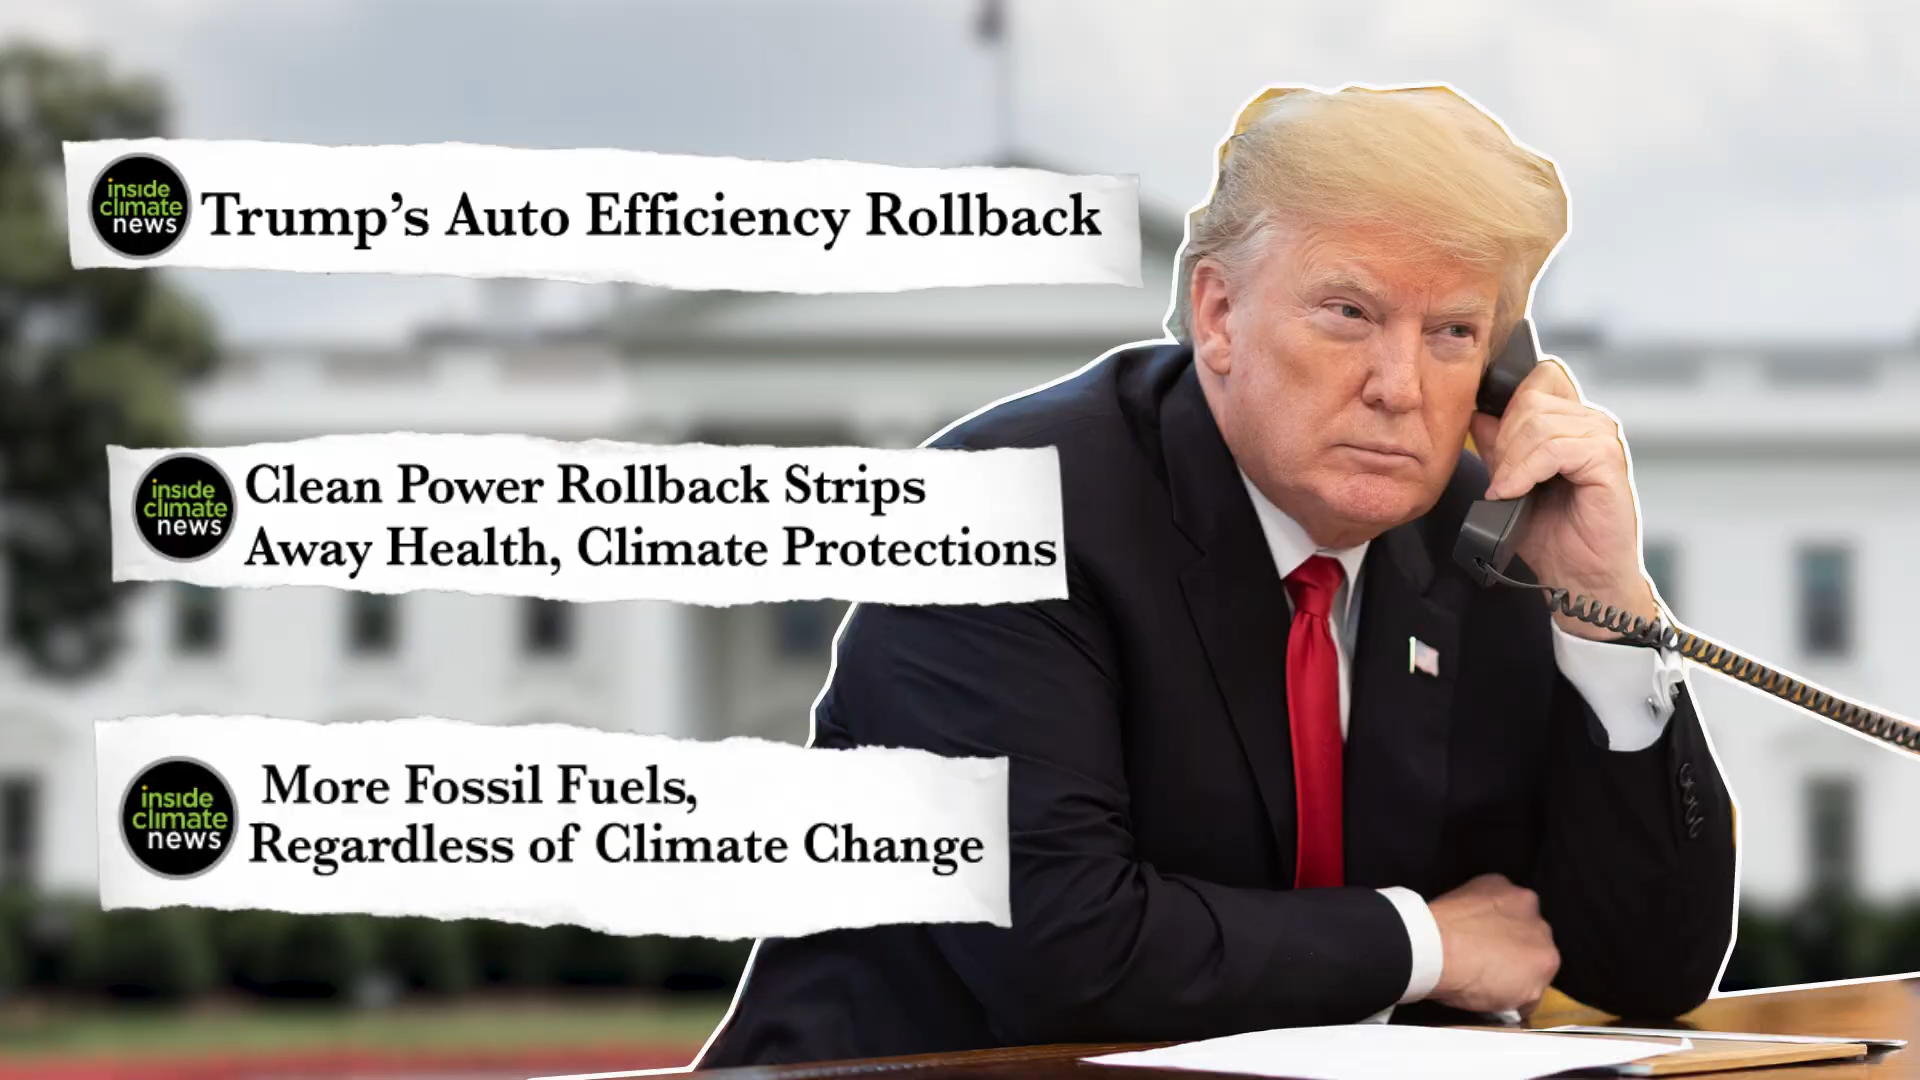 inside
climate
news
Trump's Auto Efficiency Rollback
inside
climate
news
Clean Power Rollback Strips
Away Health, Climate Protections
inside
climate
news
More Fossil Fuels,
Regardless of Climate Change